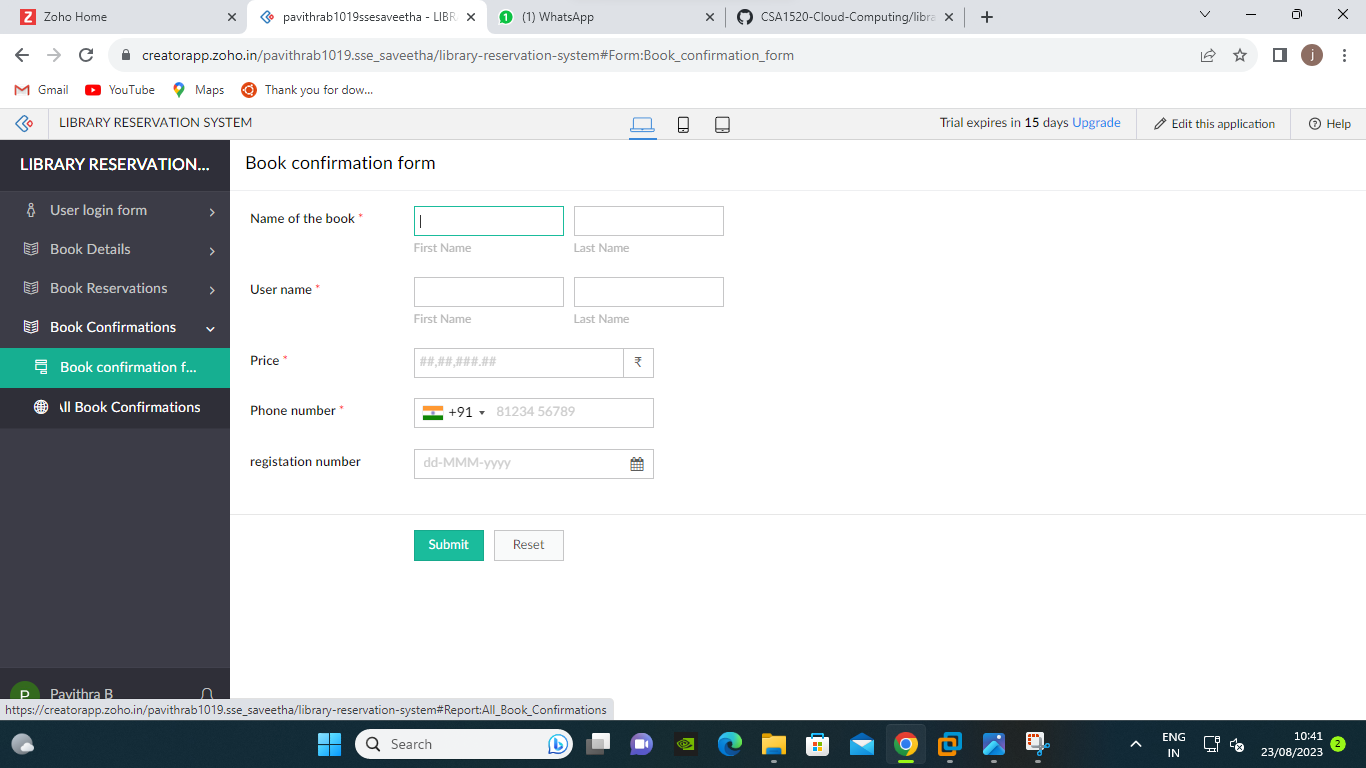 Zoho Home
pavithrab1019ssesaveetha - LIBR
(1) WhatsApp
CSA1520-Cloud-Computing/libra
creatorapp.zoho.in/pavithrab1019.sse_saveetha/library-reservation-system#Form:Book_confirmation_form
j
Gmail
YouTube
Maps
Thank you for dow...
LIBRARY RESERVATION SYSTEM
Trial expires in 15 days Upgrade
Edit this application
Help
LIBRARY RESERVATION...
User login form
Book Details
Book Reservations
Book Confirmations
Book confirmation f...
All Book Confirmations
Pavithra B
P
Book confirmation form
Name of the book *
First Name
Last Name
User name *
First Name
Last Name
Price *
##,##,###.## ₹
Phone number *
+91 81234 56789
registation number
dd-MMM-yyyy
Submit
Reset
https://creatorapp.zoho.in/pavithrab1019.sse_saveetha/library-reservation-system#Report:All_Book_Confirmations
Search
ENG
IN
10:41
23/08/2023
2